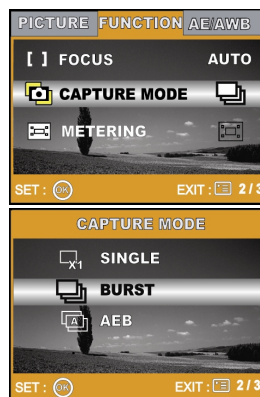 PICTURE FUNCTION AE/AWB
[ ] FOCUS AUTO
CAPTURE MODE
METERING
SET : OK EXIT : 2 / 3
CAPTURE MODE
X1 SINGLE
BURST
A AEB
SET : OK EXIT : 2 / 3